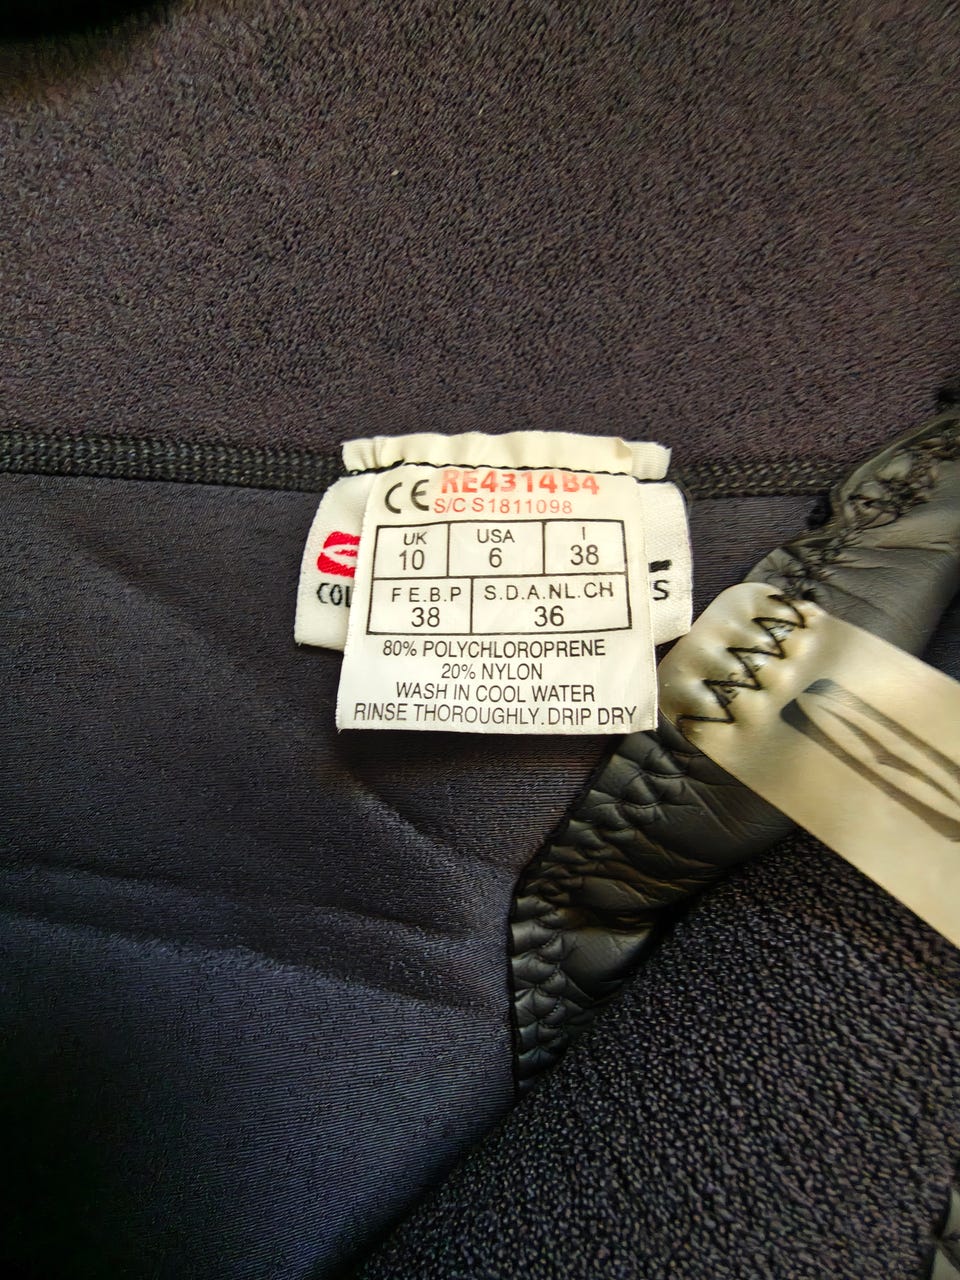 CE RE4314B4
S/C S1811098
UK USA I
10 6 38
F E.B.P S.D.A.NL.CH
38 36
COL S
80% POLYCHLOROPRENE
20% NYLON
WASH IN COOL WATER
RINSE THOROUGHLY.DRIP DRY